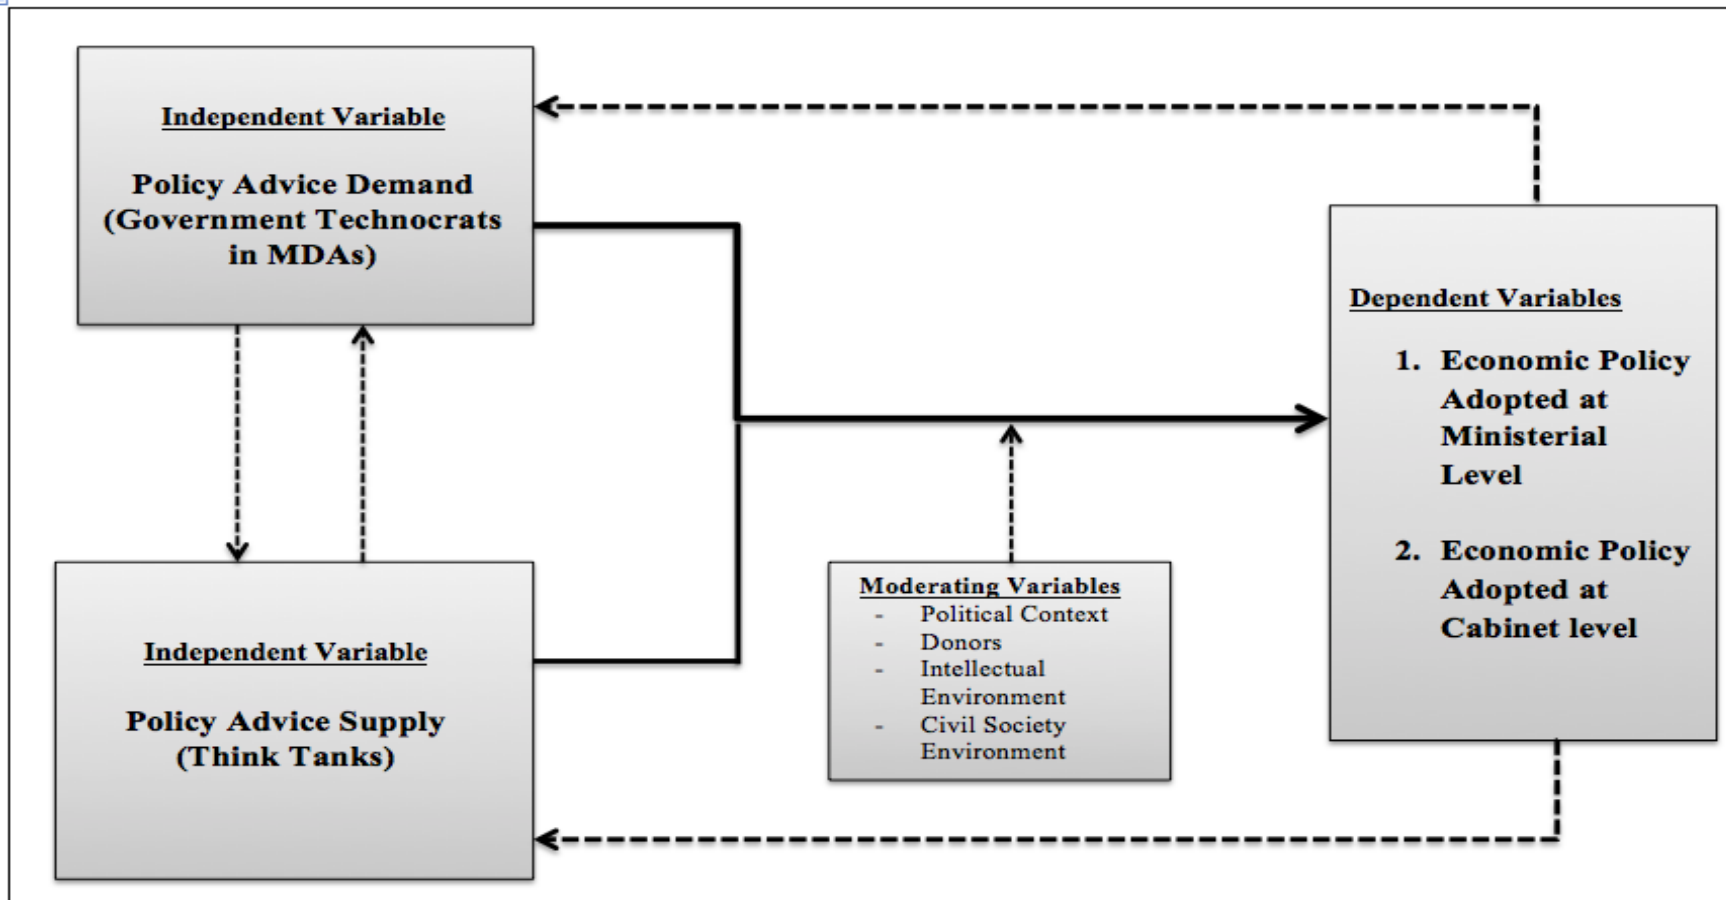 Independent Variable
Policy Advice Demand
(Government Technocrats
in MDAs)
Independent Variable
Policy Advice Supply
(Think Tanks)
Moderating Variables
- Political Context
- Donors
- Intellectual
Environment
- Civil Society
Environment
Dependent Variables
1. Economic Policy
Adopted at
Ministerial
Level
2. Economic Policy
Adopted at
Cabinet level